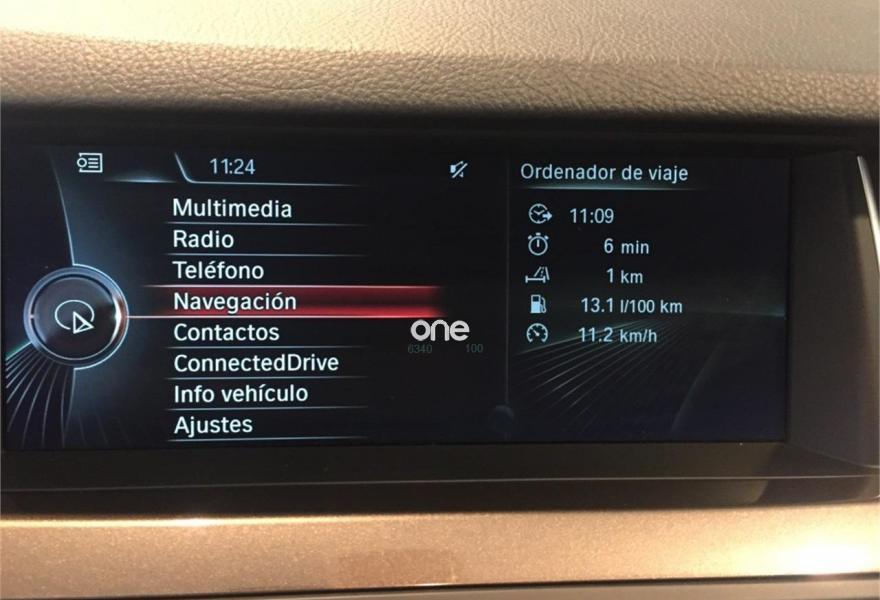 11:24
Multimedia
Radio
Teléfono
Navegación
Contactos
ConnectedDrive
Info vehículo
Ajustes
Ordenador de viaje
11:09
6 min
1 km
13.1 l/100 km
11.2 km/h
one
6340 100